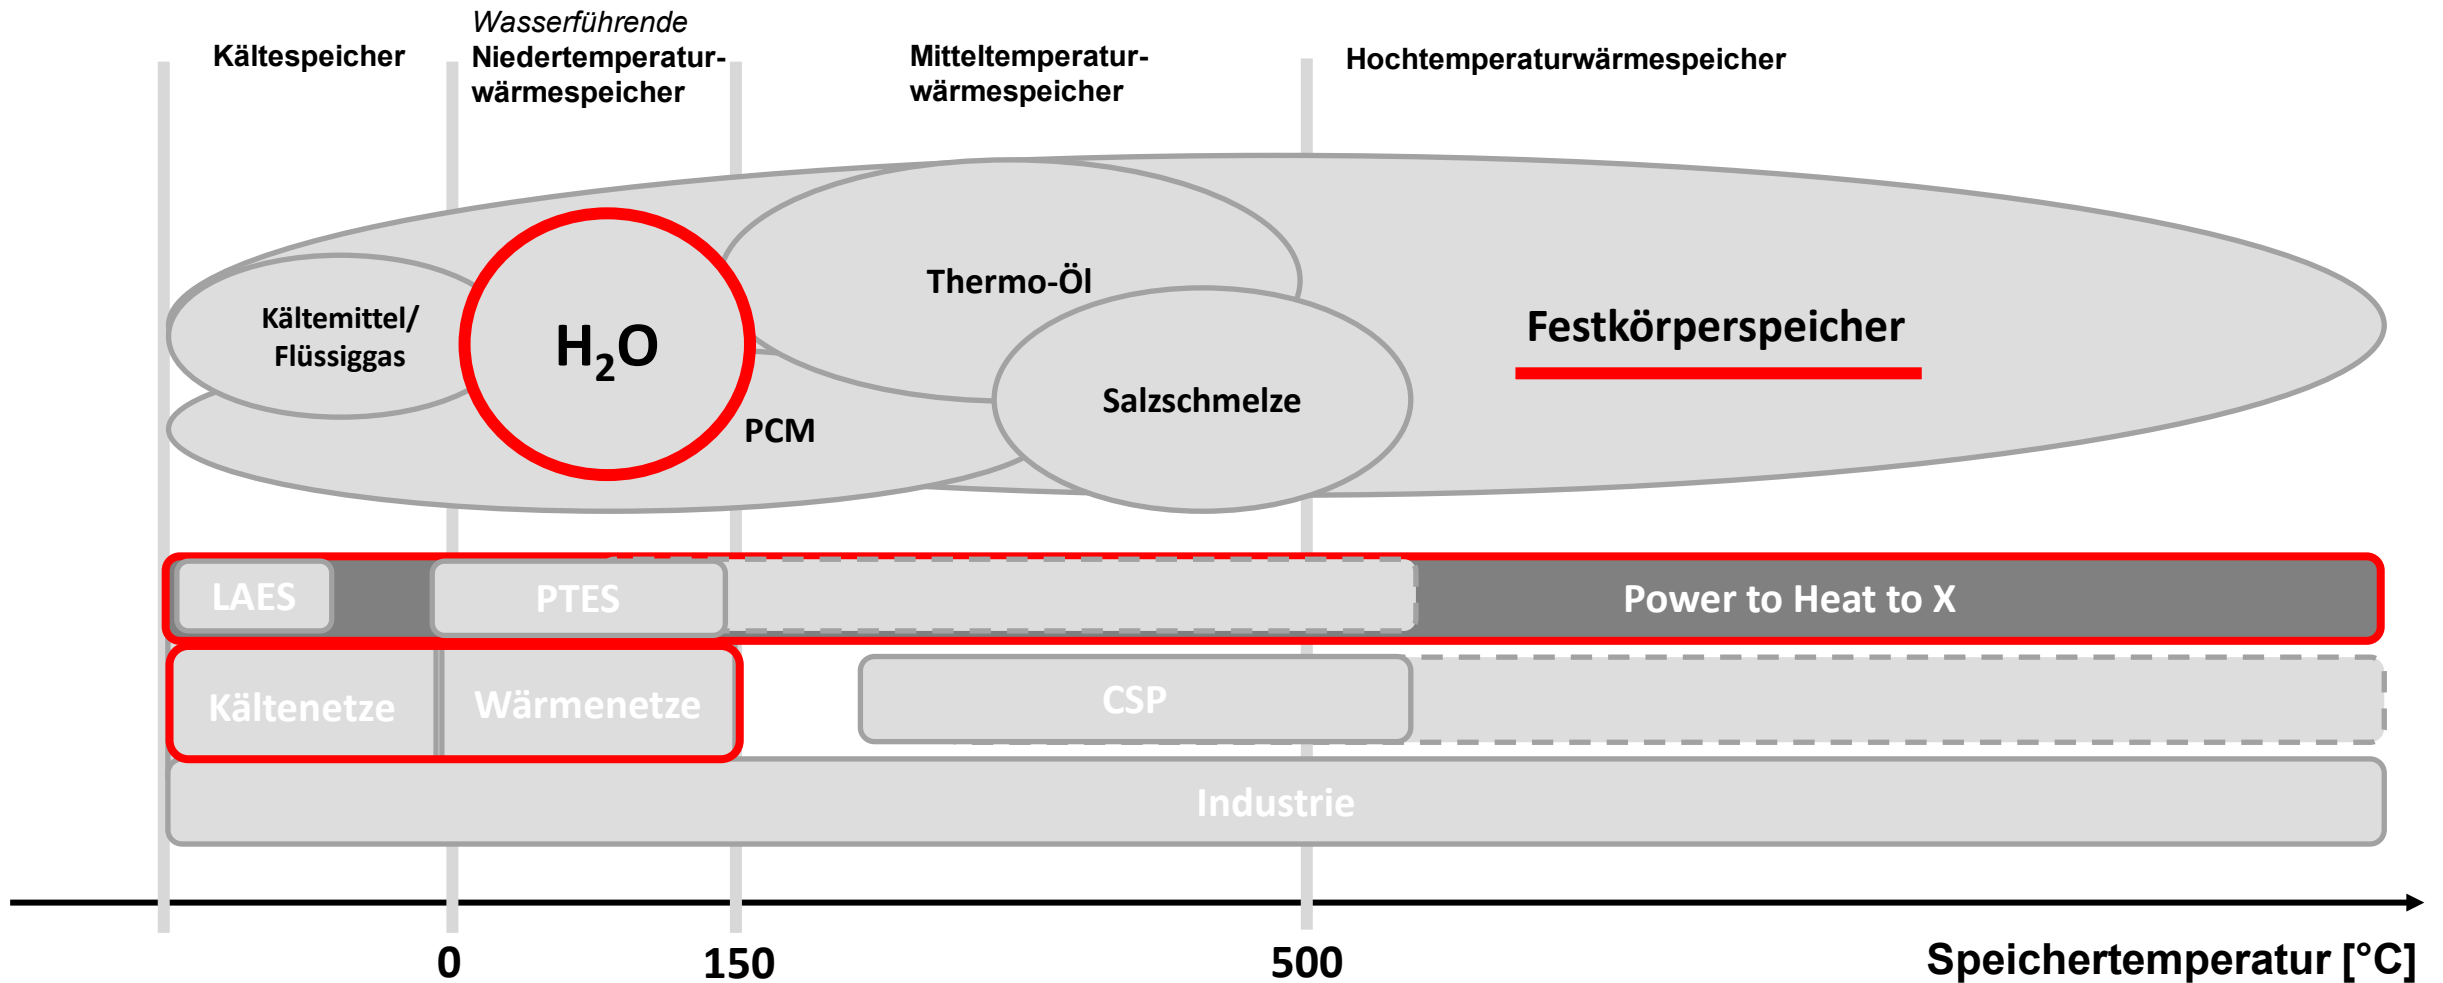 Kältespeicher
Wasserführende
Niedertemperatur-
wärmespeicher
Mitteltemperatur-
wärmespeicher
Hochtemperaturwärmespeicher
Kältemittel/
Flüssiggas
H₂O
Thermo-Öl
Salzschmelze
PCM
Festkörperspeicher
LAES
PTES
Power to Heat to X
Kältenetze
Wärmenetze
CSP
Industrie
0
150
500
Speichertemperatur [°C]